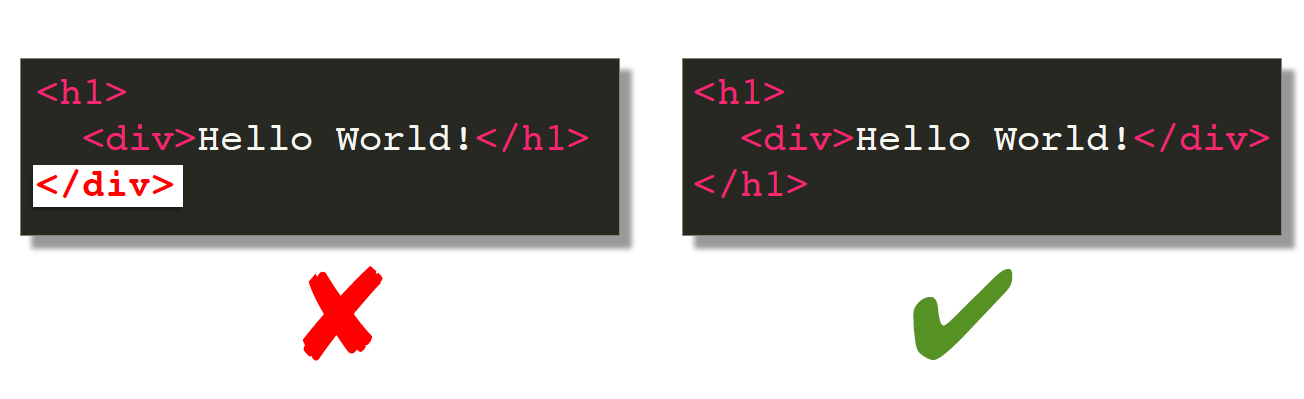 <h1>
  <div>Hello World!</h1>
</div>
<h1>
  <div>Hello World!</div>
</h1>